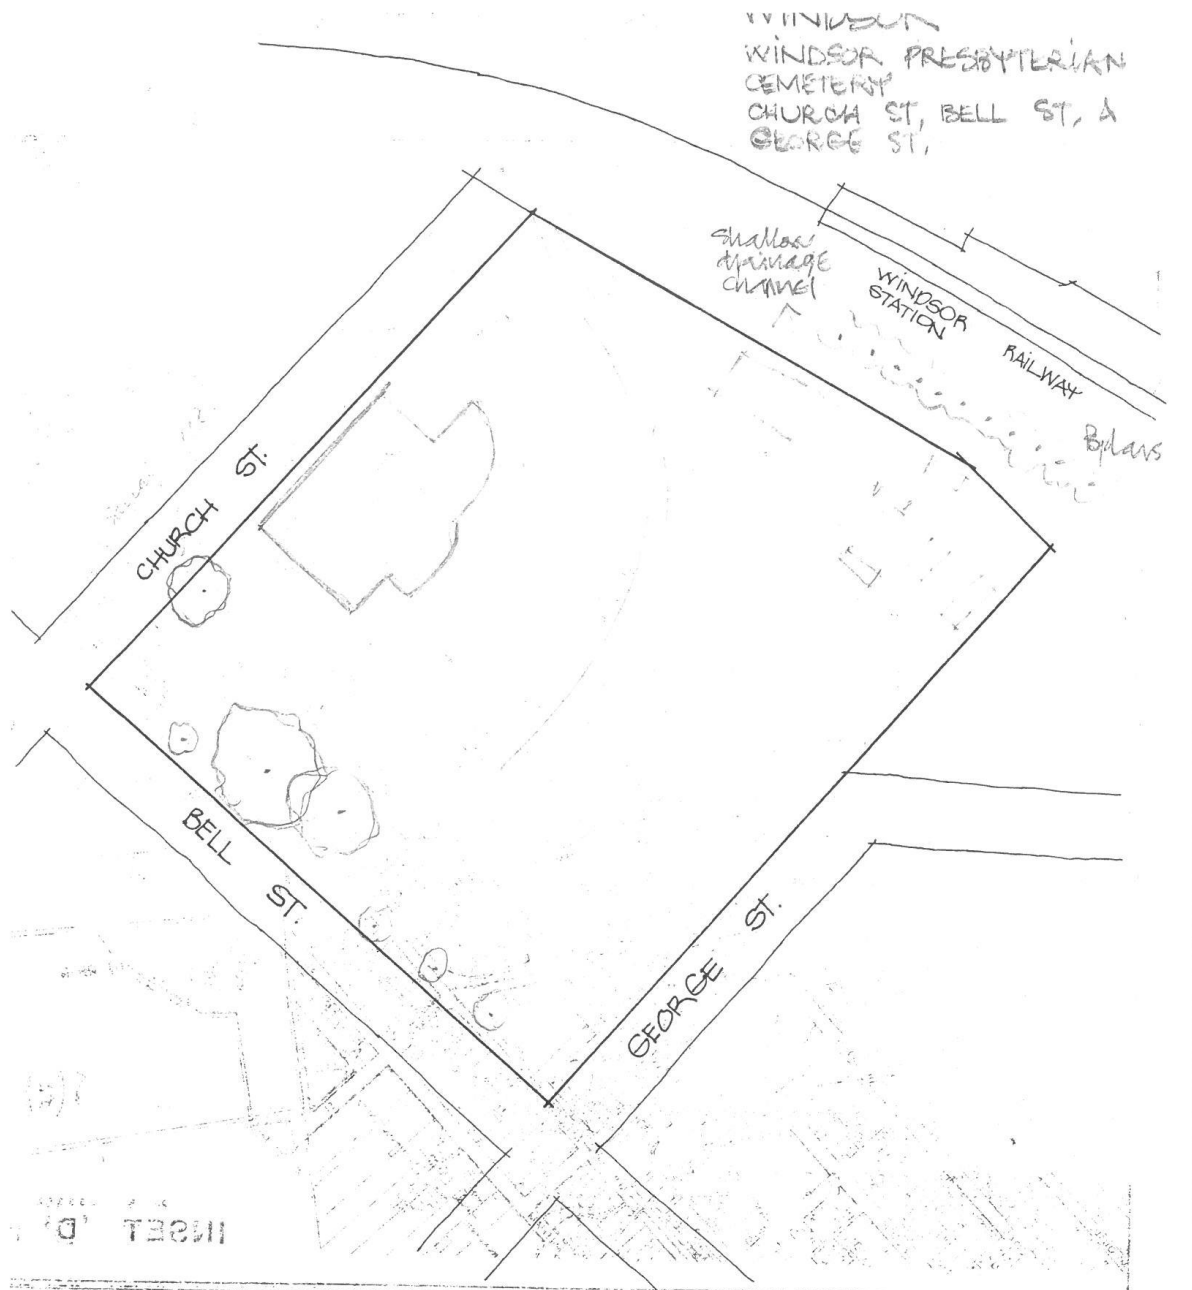 WINDSOR
WINDSOR PRESBYTERIAN
CEMETERY
CHURCH ST, BELL ST, &
GEORGE ST,
Shallow
drainage
channel
WINDSOR
STATION
RAILWAY
CHURCH ST.
BELL ST.
GEORGE ST.
INSET 'D'